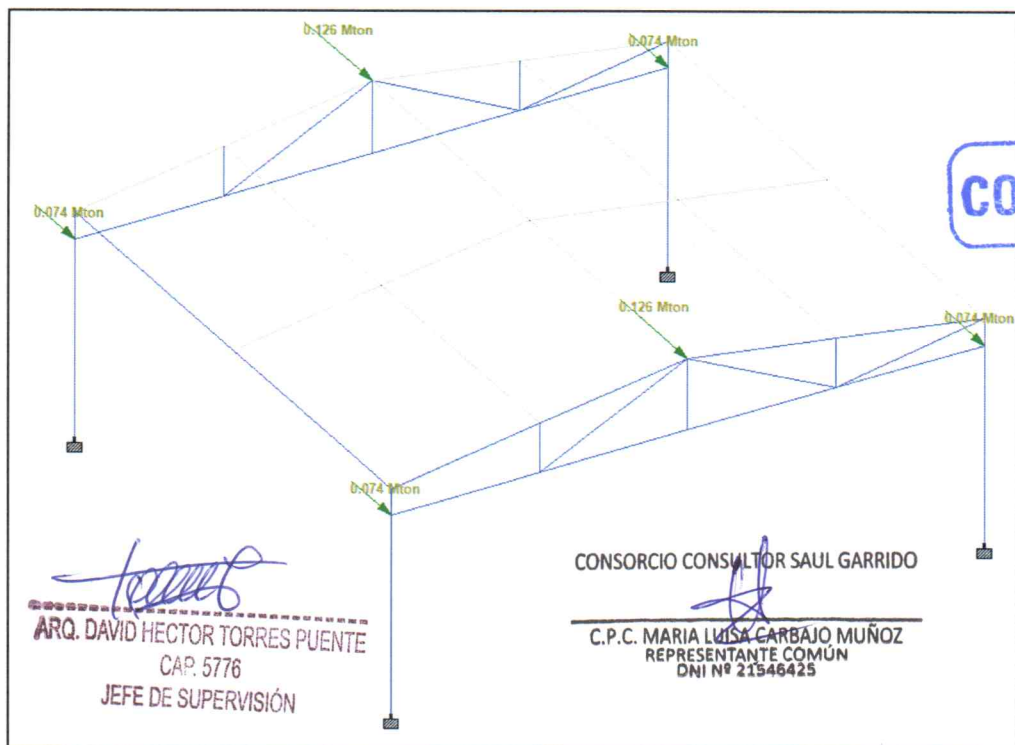 0.126 Mton
0.074 Mton
0.074 Mton
CO
0.126 Mton
0.074 Mton
0.074 Mton
CONSORCIO CONSULTOR SAUL GARRIDO
ARQ. DAVID HECTOR TORRES PUENTE
CAP. 5776
JEFE DE SUPERVISIÓN
C.P.C. MARIA LUISA CARBAJO MUÑOZ
REPRESENTANTE COMÚN
DNI Nº 21546425